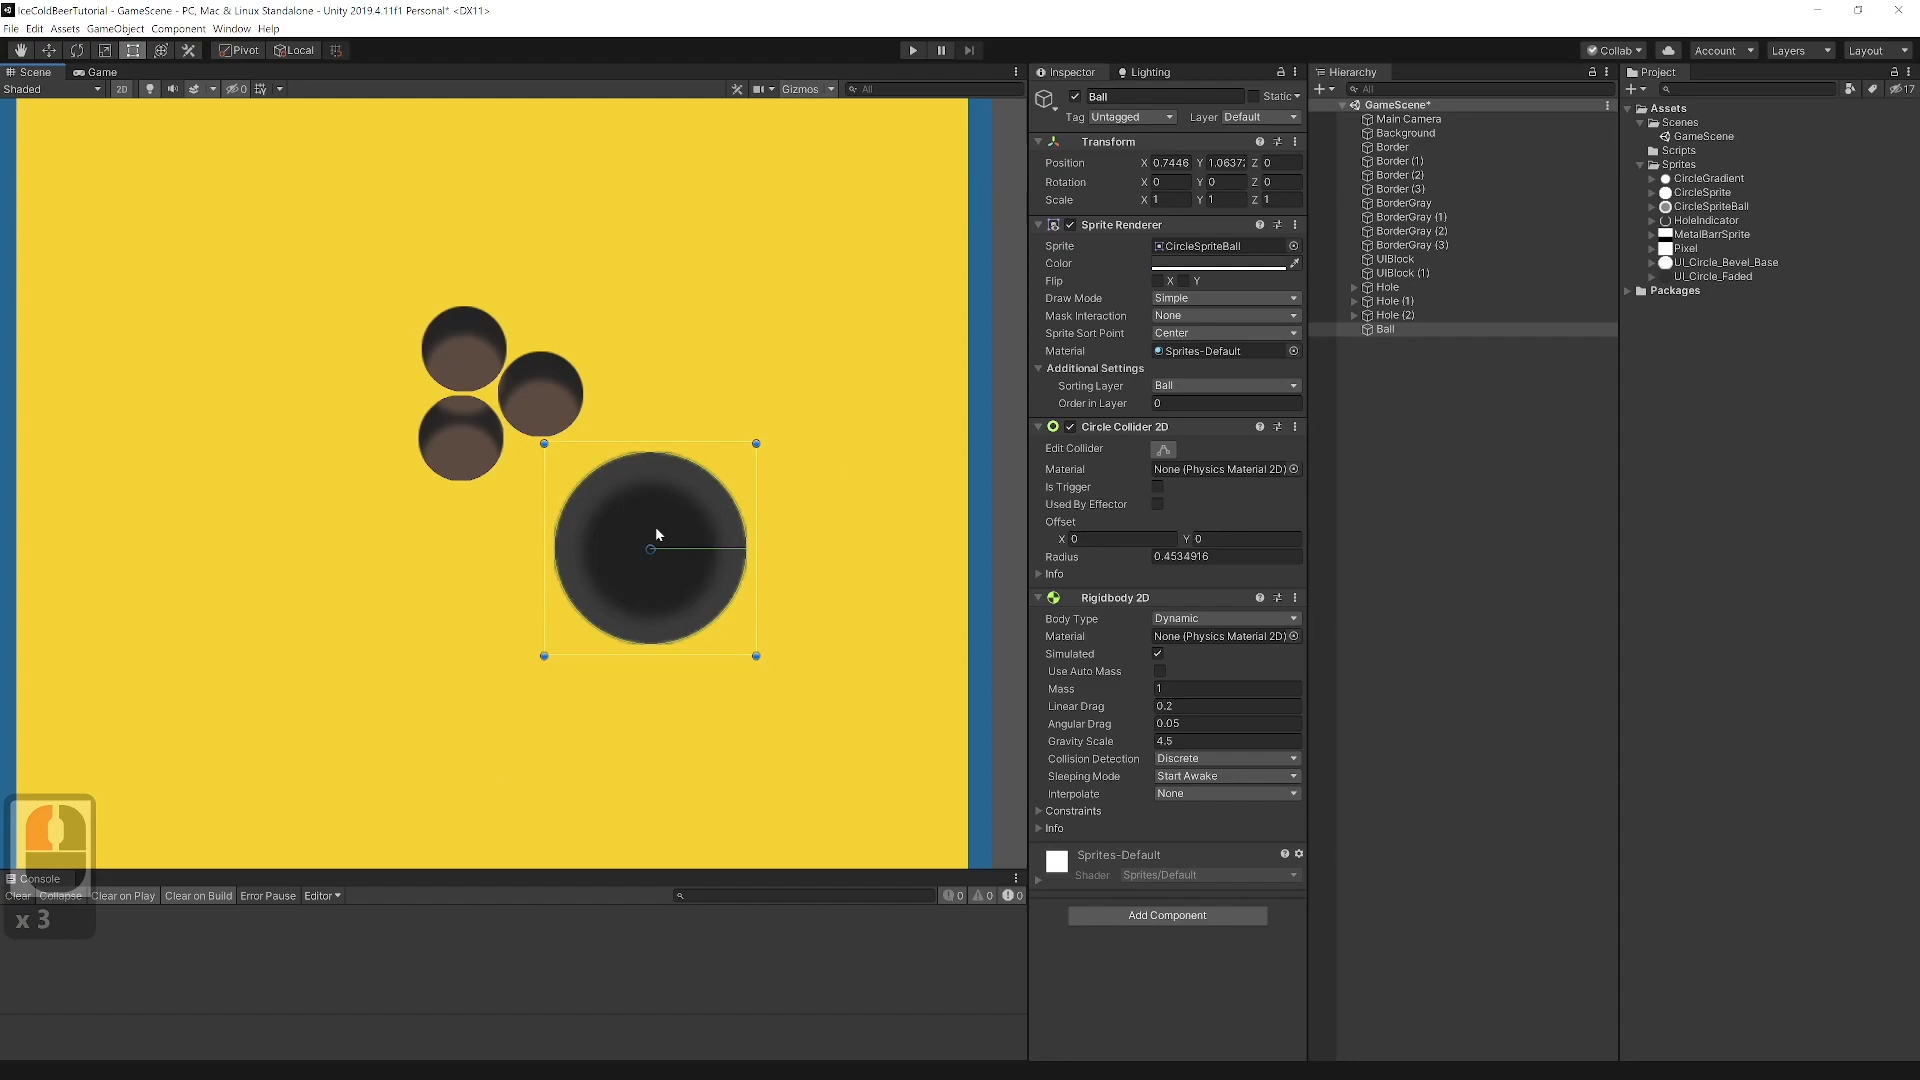 IceColdBeerTutorial - GameScene - PC, Mac & Linux Standalone - Unity 2019.4.11f1 Personal* <DX11>
File Edit Assets GameObject Component Window Help
Pivot Local Collab Account Layers Layout
Scene Game
Shaded 2D 0 Gizmos All
Inspector Lighting
Ball Static
Tag Untagged Layer Default
Transform
Position X 0.7446 Y 1.0637 Z 0
Rotation X 0 Y 0 Z 0
Scale X 1 Y 1 Z 1
Sprite Renderer
Sprite CircleSpriteBall
Color
Flip X Y
Draw Mode Simple
Mask Interaction None
Sprite Sort Point Center
Material Sprites-Default
Additional Settings
Sorting Layer Ball
Order in Layer 0
Circle Collider 2D
Edit Collider
Material None (Physics Material 2D)
Is Trigger
Used By Effector
Offset
X 0 Y 0
Radius 0.4534916
Info
Rigidbody 2D
Body Type Dynamic
Material None (Physics Material 2D)
Simulated
Use Auto Mass
Mass 1
Linear Drag 0.2
Angular Drag 0.05
Gravity Scale 4.5
Collision Detection Discrete
Sleeping Mode Start Awake
Interpolate None
Constraints
Info
Sprites-Default
Shader Sprites/Default
Add Component
Hierarchy
All
GameScene*
Main Camera
Background
Border
Border (1)
Border (2)
Border (3)
BorderGray
BorderGray (1)
BorderGray (2)
BorderGray (3)
UIBlock
UIBlock (1)
Hole
Hole (1)
Hole (2)
Ball
Project
17
Assets
Scenes
GameScene
Scripts
Sprites
CircleGradient
CircleSprite
CircleSpriteBall
HoleIndicator
MetalBarrSprite
Pixel
UI_Circle_Bevel_Base
UI_Circle_Faded
Packages
Console
Clear Collapse Clear on Play Clear on Build Error Pause Editor 0 0 0
x 3